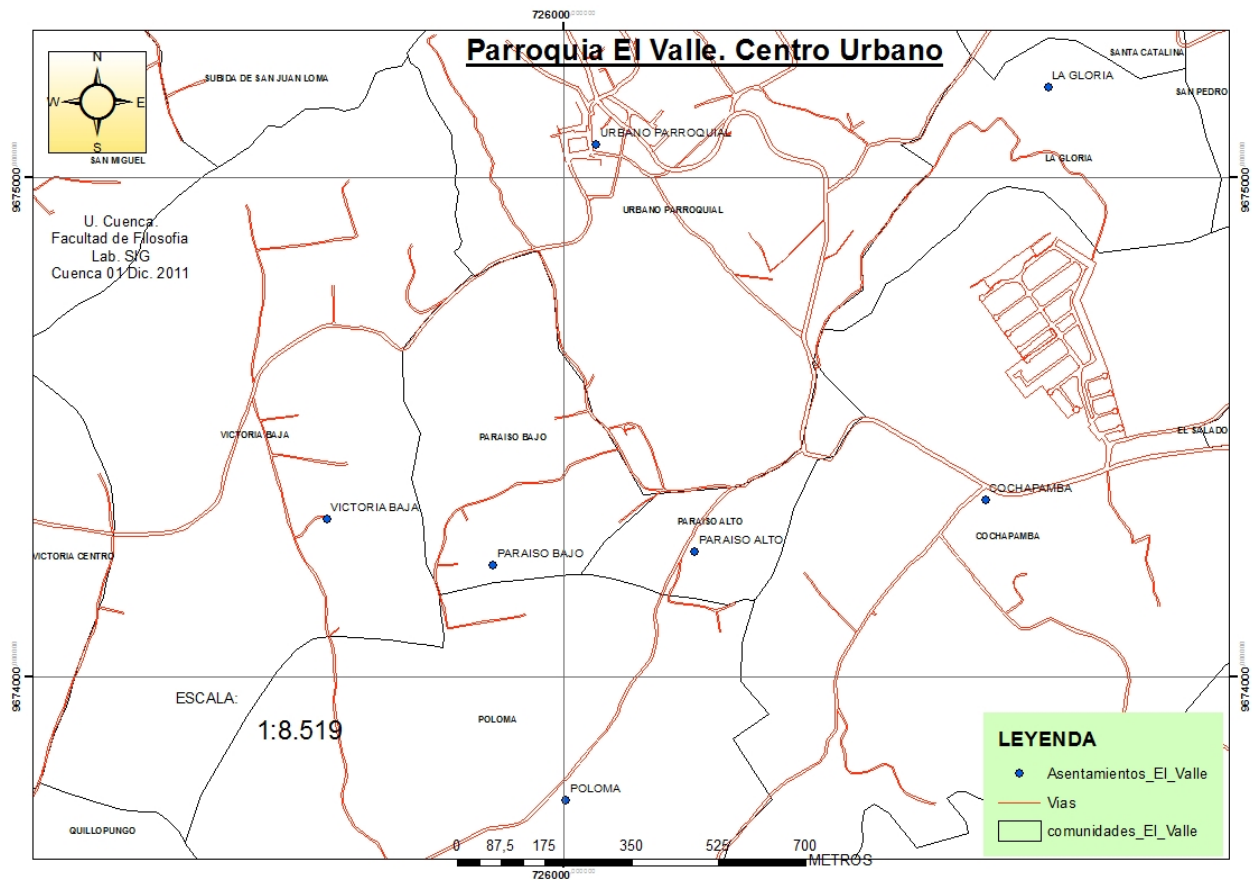 726000
Parroquia El Valle. Centro Urbano
N
W E
S
SUBIDA DE SAN JUAN LOMA
SANTA CATALINA
LA GLORIA
SAN PEDRO
URBANO PARROQUIAL
SAN MIGUEL
LA GLORIA
9675000
9675000
URBANO PARROQUIAL
U. Cuenca.
Facultad de Filosofia
Lab. SIG
Cuenca 01 Dic. 2011
VICTORIA BAJA
PARAISO BAJO
EL SALADO
COCHAPAMBA
VICTORIA BAJA
PARAISO ALTO
COCHAPAMBA
PARAISO ALTO
VICTORIA CENTRO
PARAISO BAJO
9674000
9674000
ESCALA:
1:8.519
POLOMA
LEYENDA
Asentamientos_El_Valle
Vias
comunidades_El_Valle
POLOMA
QUILLOPUNGO
0 87,5 175 350 525 700
METROS
726000